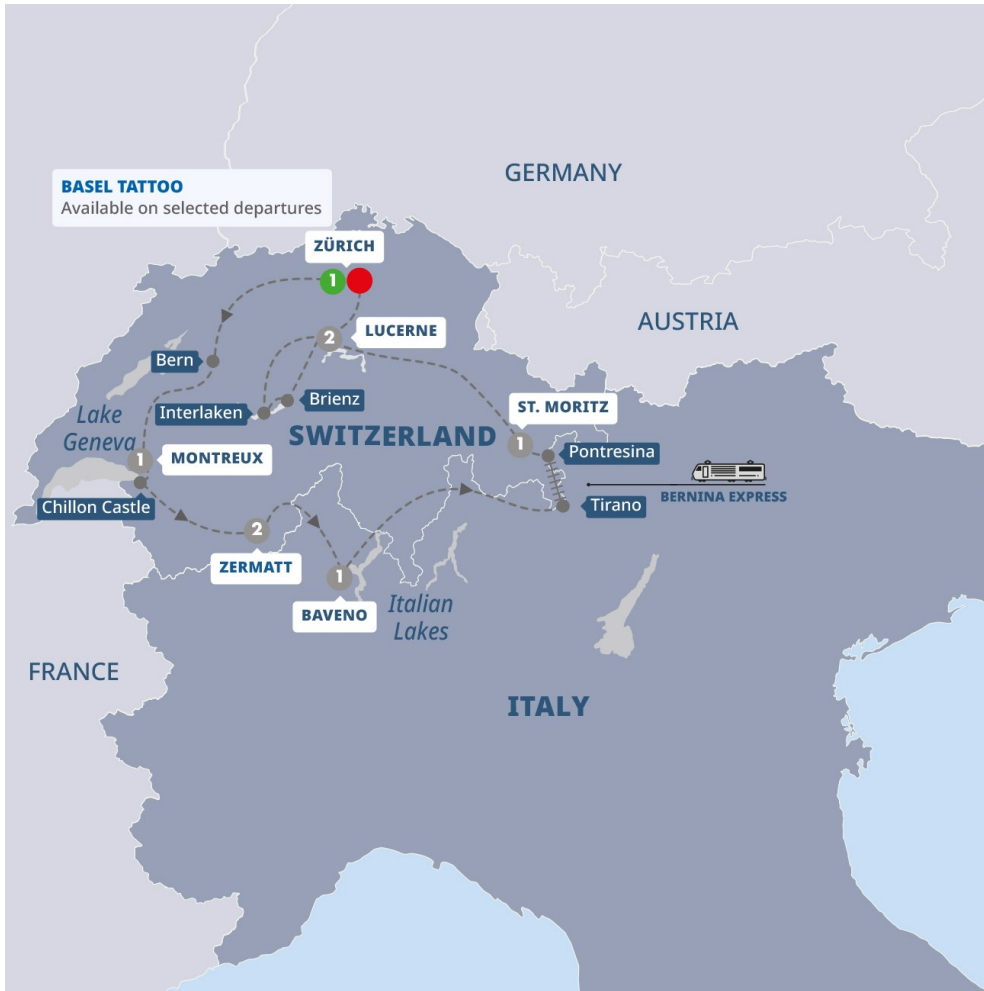 GERMANY
BASEL TATTOO
Available on selected departures
ZÜRICH
1
AUSTRIA
2
LUCERNE
Bern
Interlaken
Brienz
ST. MORITZ
Lake
Geneva
SWITZERLAND
1
Pontresina
1
MONTREUX
BERNINA EXPRESS
Chillon Castle
Tirano
2
ZERMATT
1
BAVENO
Italian
Lakes
FRANCE
ITALY